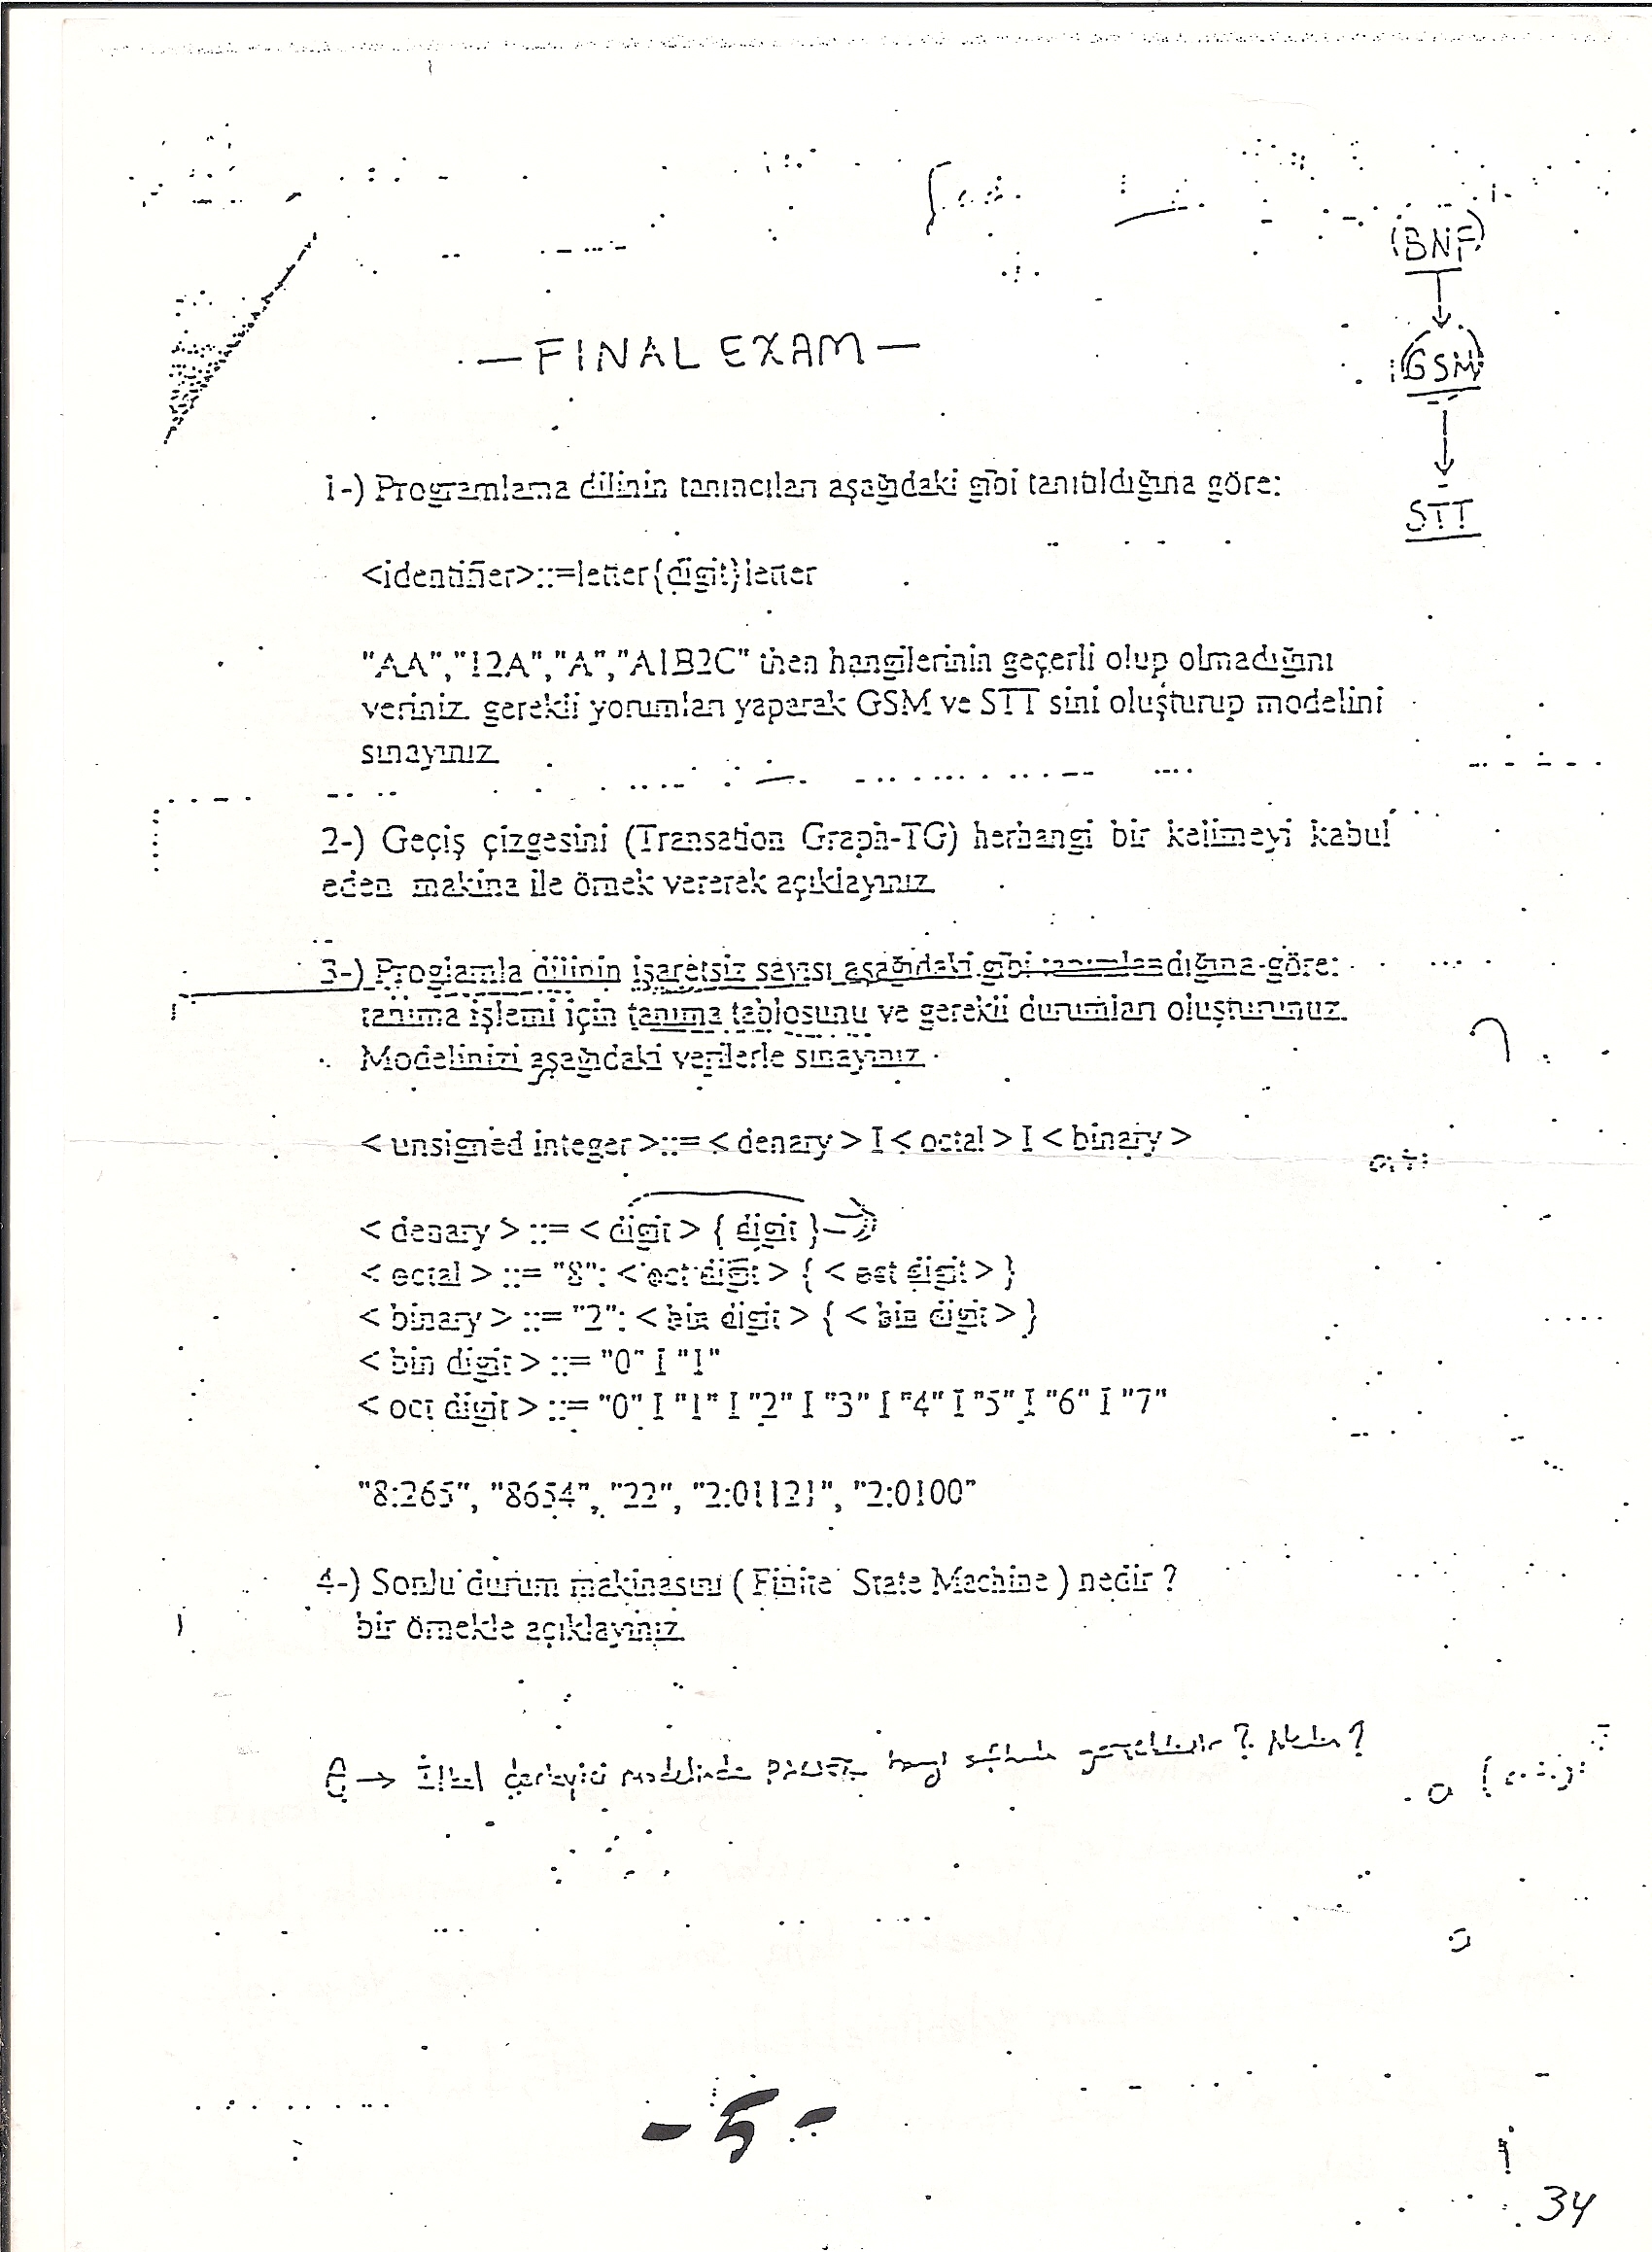 (BNF)
— FINAL EXAM —
(GSM)
1-) Programlama dilinin tanıncıları aşağıdaki gibi tanıtıldığına göre:
STT
<identifier>::=letter{digit}letter
"AA","12A","A","A1B2C" then hangilerinin geçerli olup olmadığını
veriniz. gerekli yorumları yaparak GSM ve STT sini oluşturup modelini
sınayınız.
2-) Geçiş çizgesini (Transation Graph-TG) herhangi bir kelimeyi kabul
eden makina ile örnek vererek açıklayınız.
3-) Programla dilinin işaretsiz sayısı aşağıdaki gibi tanımlandığına göre:
tanıma işlemi için tanıma tablosunu ve gerekli durumları oluşturunuz.
Modelinizi aşağıdaki verilerle sınayınız.
< unsigned integer >::= < denary > I < octal > I < binary >
< denary > ::= < digit > { digit }
< octal > ::= "8": < oct digit > { < oct digit > }
< binary > ::= "2": < bin digit > { < bin digit > }
< bin digit > ::= "0" I "1"
< oct digit > ::= "0" I "1" I "2" I "3" I "4" I "5" I "6" I "7"
"8:265", "8654", "22", "2:01121", "2:0100"
4-) Sonlu durum makinasını ( Finite State Machine ) nedir ?
bir örnekle açıklayınız.
İlkel derleyici modelinde hangi gereklidir ? Neden ?
- 5 -
34